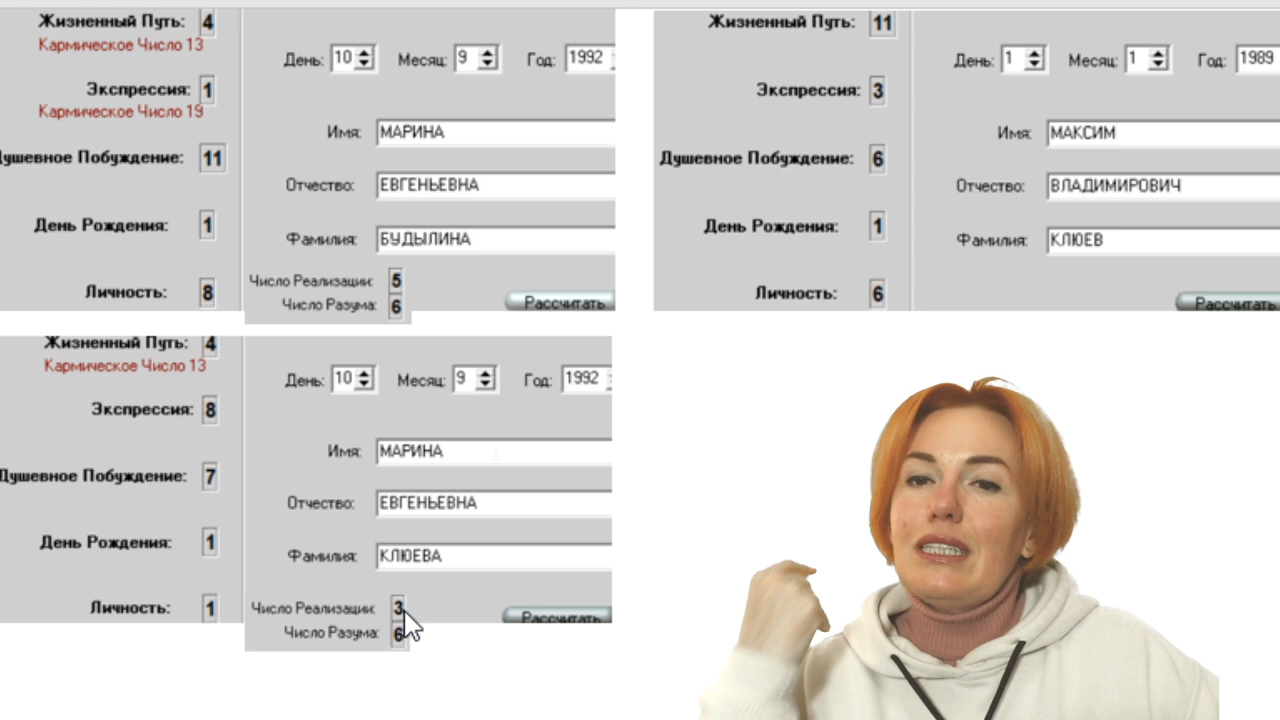 Жизненный Путь: 4
Кармическое Число 13
Экспрессия: 1
Кармическое Число 19
Душевное Побуждение: 11
День Рождения: 1
Личность: 8
День: 10 Месяц: 9 Год: 1992
Имя: МАРИНА
Отчество: ЕВГЕНЬЕВНА
Фамилия: БУДЫЛИНА
Число Реализации: 5
Число Разума: 6
Рассчитать
Жизненный Путь: 11
Экспрессия: 3
Душевное Побуждение: 6
День Рождения: 1
Личность: 6
День: 1 Месяц: 1 Год: 1989
Имя: МАКСИМ
Отчество: ВЛАДИМИРОВИЧ
Фамилия: КЛЮЕВ
Рассчитать
Жизненный Путь: 4
Кармическое Число 13
Экспрессия: 8
Душевное Побуждение: 7
День Рождения: 1
Личность: 1
День: 10 Месяц: 9 Год: 1992
Имя: МАРИНА
Отчество: ЕВГЕНЬЕВНА
Фамилия: КЛЮЕВА
Число Реализации: 3
Число Разума: 6
Рассчитать